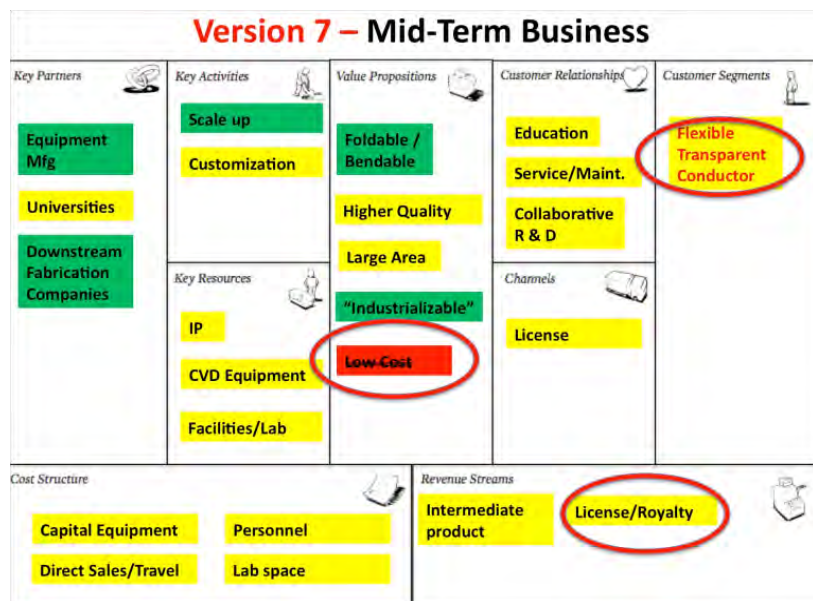 Version 7 – Mid-Term Business
Key Partners
Equipment
Mfg
Universities
Downstream
Fabrication
Companies
Key Activities
Scale up
Customization
Key Resources
IP
CVD Equipment
Facilities/Lab
Value Propositions
Foldable /
Bendable
Higher Quality
Large Area
“Industrializable”
Low Cost
Customer Relationships
Education
Service/Maint.
Collaborative
R & D
Channels
License
Customer Segments
Flexible
Transparent
Conductor
Cost Structure
Capital Equipment
Personnel
Direct Sales/Travel
Lab space
Revenue Streams
Intermediate
product
License/Royalty